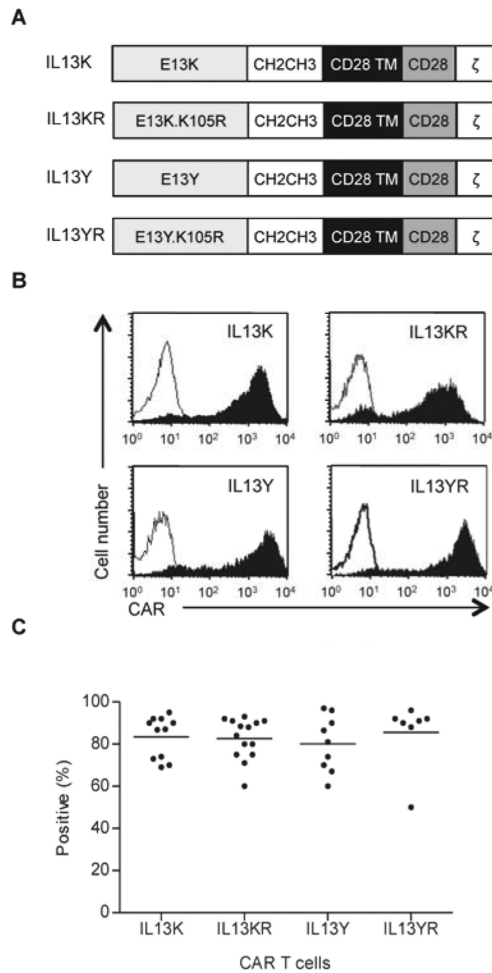 A
IL13K E13K CH2CH3 CD28 TM CD28 ζ
IL13KR E13K.K105R CH2CH3 CD28 TM CD28 ζ
IL13Y E13Y CH2CH3 CD28 TM CD28 ζ
IL13YR E13Y.K105R CH2CH3 CD28 TM CD28 ζ
B
IL13K IL13KR
10⁰ 10¹ 10² 10³ 10⁴ 10⁰ 10¹ 10² 10³ 10⁴
IL13Y IL13YR
10⁰ 10¹ 10² 10³ 10⁴ 10⁰ 10¹ 10² 10³ 10⁴
Cell number
CAR
C
100
80
60
40
20
0
Positive (%)
IL13K IL13KR IL13Y IL13YR
CAR T cells